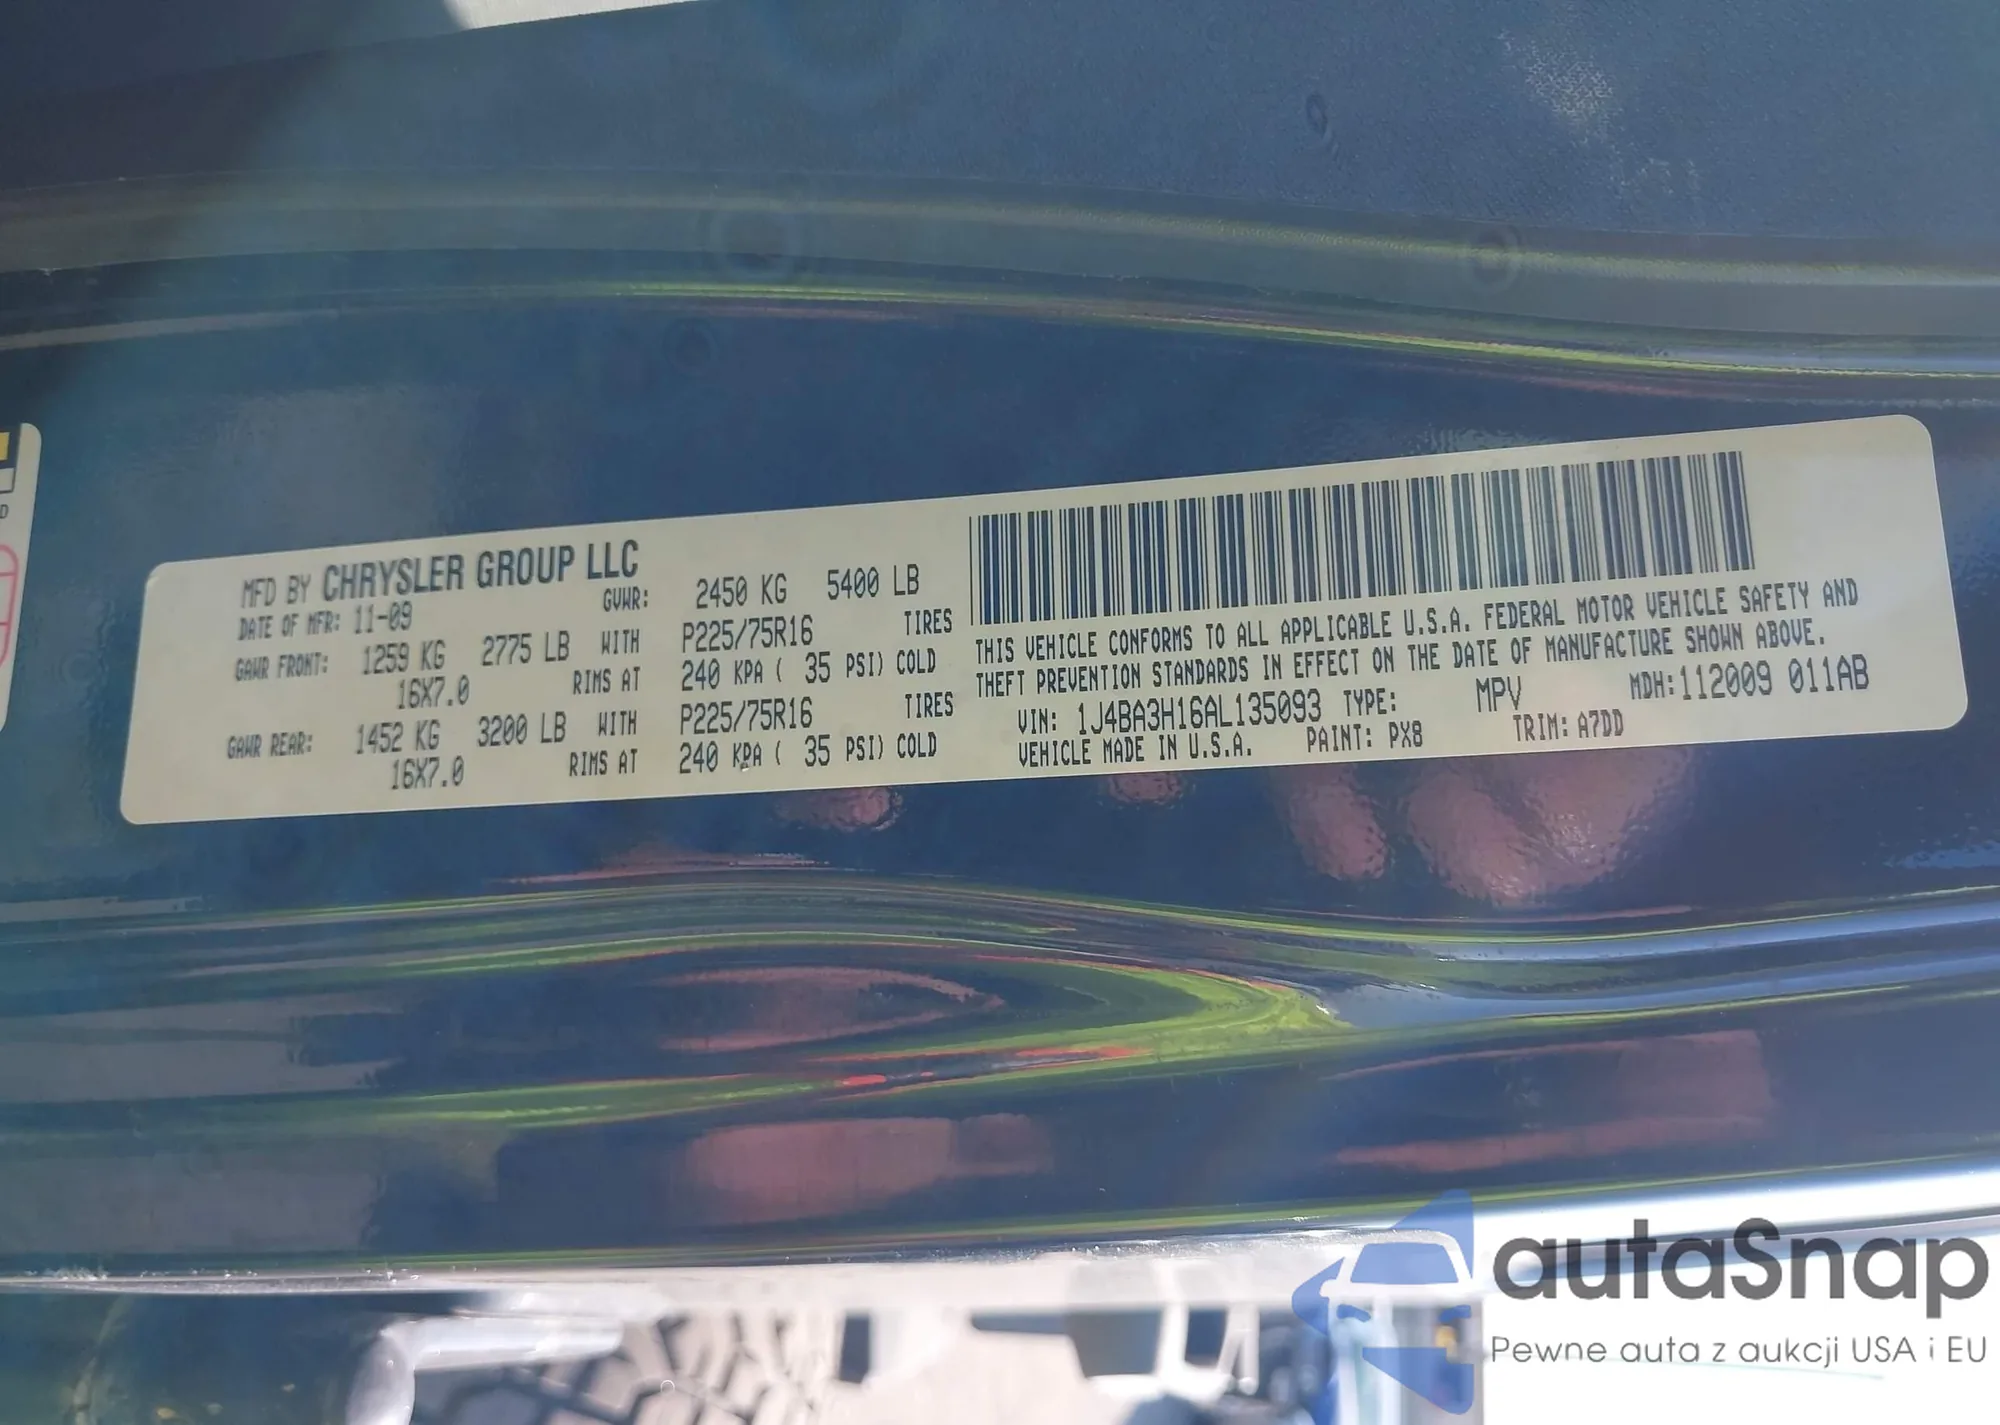 MFD BY CHRYSLER GROUP LLC
DATE OF MFR: 11-09 GVWR: 2450 KG 5400 LB
GAWR FRONT: 1259 KG 2775 LB WITH P225/75R16 TIRES
16X7.0 RIMS AT 240 KPA ( 35 PSI) COLD
GAWR REAR: 1452 KG 3200 LB WITH P225/75R16 TIRES
16X7.0 RIMS AT 240 KPA ( 35 PSI) COLD
THIS VEHICLE CONFORMS TO ALL APPLICABLE U.S.A. FEDERAL MOTOR VEHICLE SAFETY AND
THEFT PREVENTION STANDARDS IN EFFECT ON THE DATE OF MANUFACTURE SHOWN ABOVE.
VIN: 1J4BA3H16AL135093 TYPE: MPV MDH:112009 011AB
VEHICLE MADE IN U.S.A. PAINT: PX8 TRIM: A7DD
autaSnap
Pewne auta z aukcji USA i EU